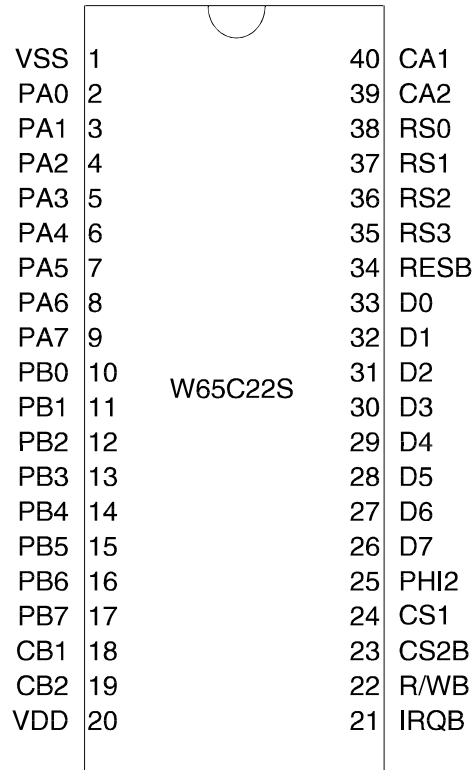 VSS 1 40 CA1
PA0 2 39 CA2
PA1 3 38 RS0
PA2 4 37 RS1
PA3 5 36 RS2
PA4 6 35 RS3
PA5 7 34 RESB
PA6 8 33 D0
PA7 9 32 D1
PB0 10 31 D2
W65C22S
PB1 11 30 D3
PB2 12 29 D4
PB3 13 28 D5
PB4 14 27 D6
PB5 15 26 D7
PB6 16 25 PHI2
PB7 17 24 CS1
CB1 18 23 CS2B
CB2 19 22 R/WB
VDD 20 21 IRQB